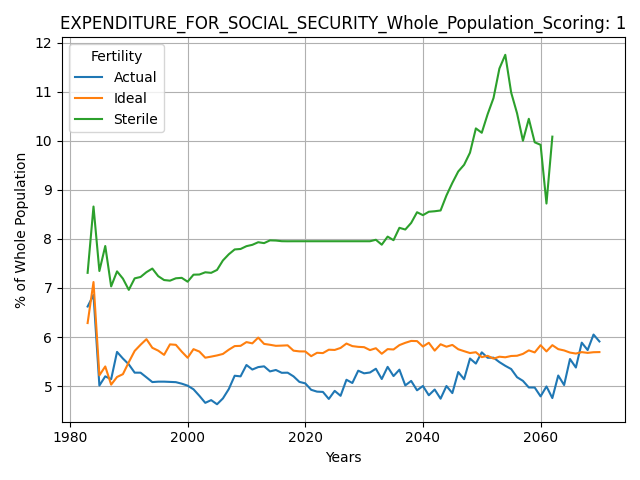 EXPENDITURE_FOR_SOCIAL_SECURITY_Whole_Population_Scoring: 1
Fertility
Actual
Ideal
Sterile
% of Whole Population
12
11
10
9
8
7
6
5
1980 2000 2020 2040 2060
Years